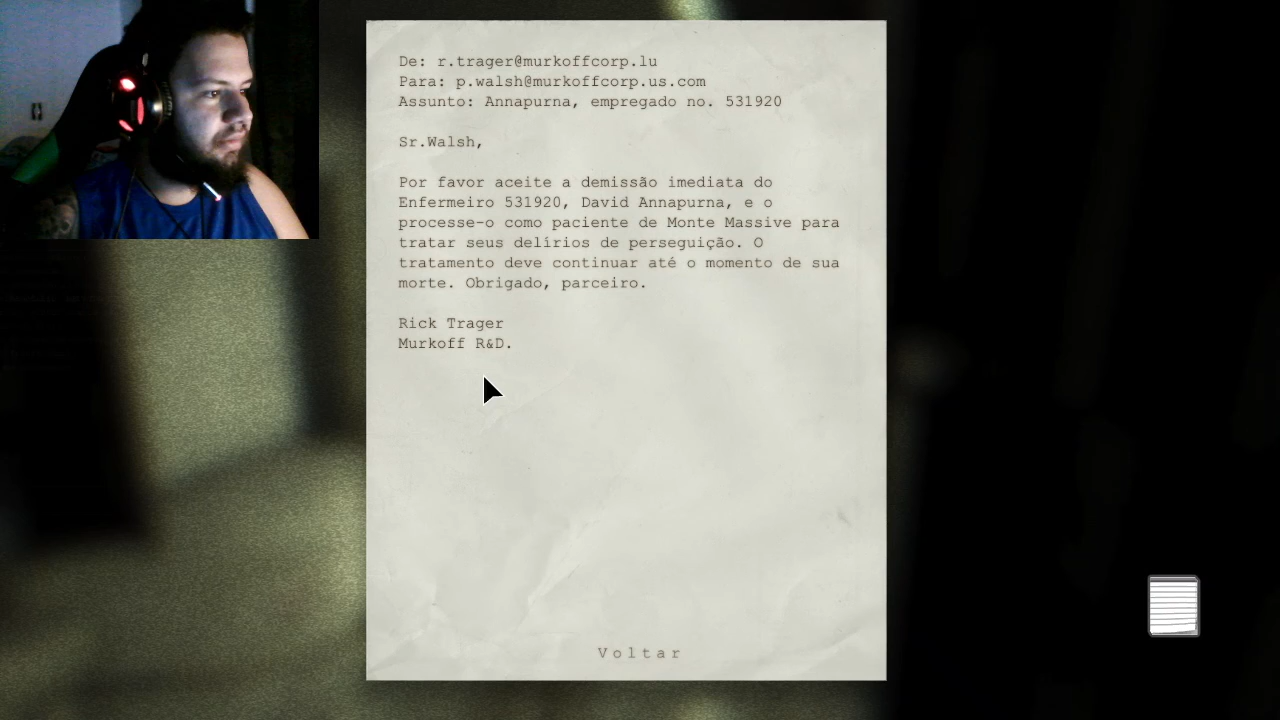 De: r.trager@murkoffcorp.lu
Para: p.walsh@murkoffcorp.us.com
Assunto: Annapurna, empregado no. 531920
Sr.Walsh,
Por favor aceite a demissão imediata do
Enfermeiro 531920, David Annapurna, e o
processe-o como paciente de Monte Massive para
tratar seus delírios de perseguição. O
tratamento deve continuar até o momento de sua
morte. Obrigado, parceiro.
Rick Trager
Murkoff R&D.
Voltar